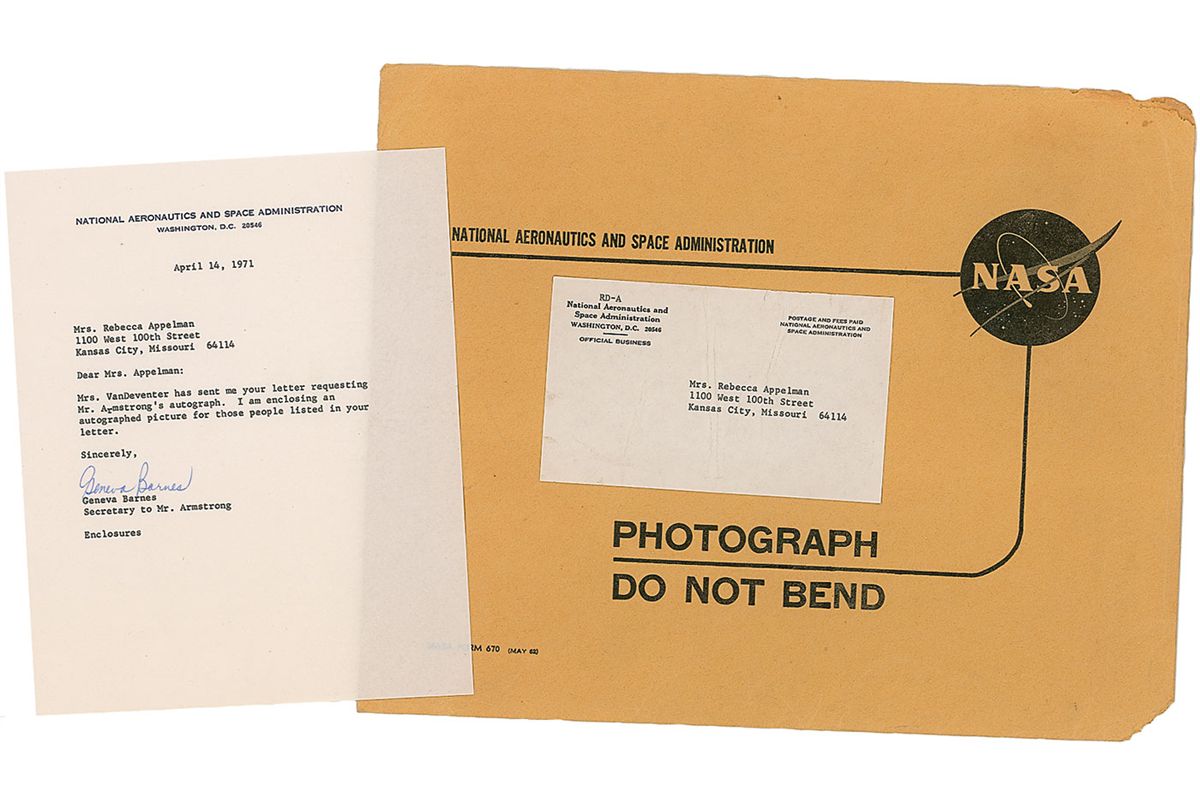 NATIONAL AERONAUTICS AND SPACE ADMINISTRATION
WASHINGTON, D.C. 20546
April 14, 1971
Mrs. Rebecca Appelman
1100 West 100th Street
Kansas City, Missouri 64114
Dear Mrs. Appelman:
Mrs. VanDeventer has sent me your letter requesting
Mr. Armstrong's autograph. I am enclosing an
autographed picture for those people listed in your
letter.
Sincerely,
Geneva Barnes
Geneva Barnes
Secretary to Mr. Armstrong
Enclosures
NATIONAL AERONAUTICS AND SPACE ADMINISTRATION
NASA
RD-A
National Aeronautics and
Space Administration
WASHINGTON, D.C. 20546
OFFICIAL BUSINESS
POSTAGE AND FEES PAID
NATIONAL AERONAUTICS AND
SPACE ADMINISTRATION
Mrs. Rebecca Appelman
1100 West 100th Street
Kansas City, Missouri 64114
PHOTOGRAPH
DO NOT BEND
NASA FORM 670 (MAY 62)